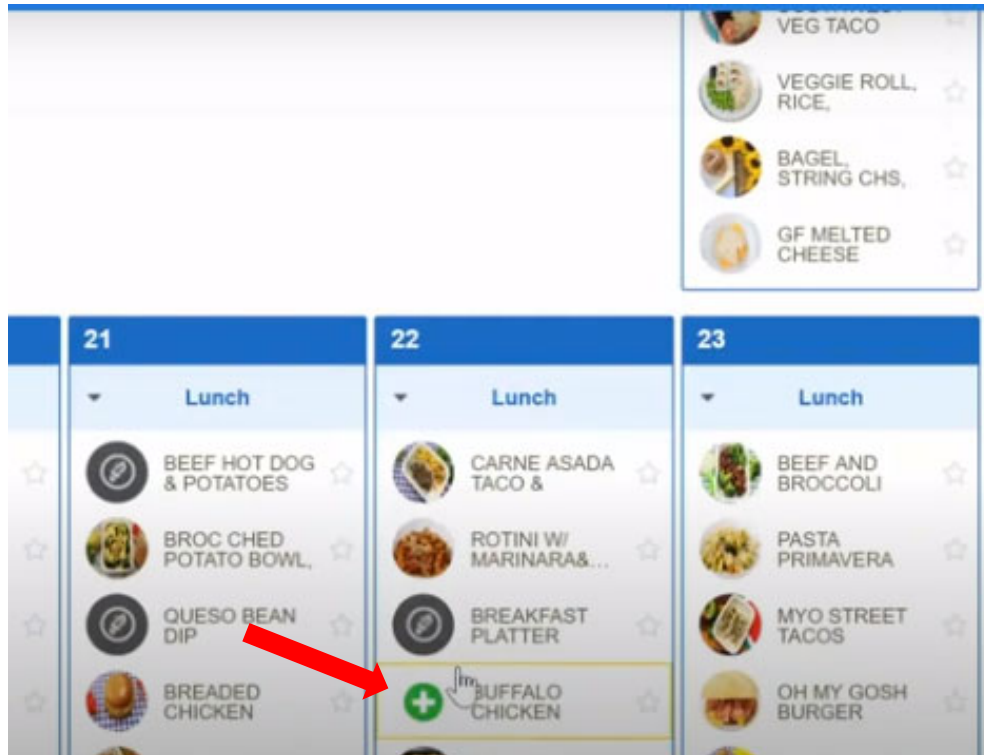 VEG TACO
VEGGIE ROLL,
RICE,
BAGEL,
STRING CHS,
GF MELTED
CHEESE
21
Lunch
BEEF HOT DOG
& POTATOES
BROC CHED
POTATO BOWL,
QUESO BEAN
DIP
BREADED
CHICKEN
22
Lunch
CARNE ASADA
TACO &
ROTINI W/
MARINARA&...
BREAKFAST
PLATTER
BUFFALO
CHICKEN
23
Lunch
BEEF AND
BROCCOLI
PASTA
PRIMAVERA
MYO STREET
TACOS
OH MY GOSH
BURGER